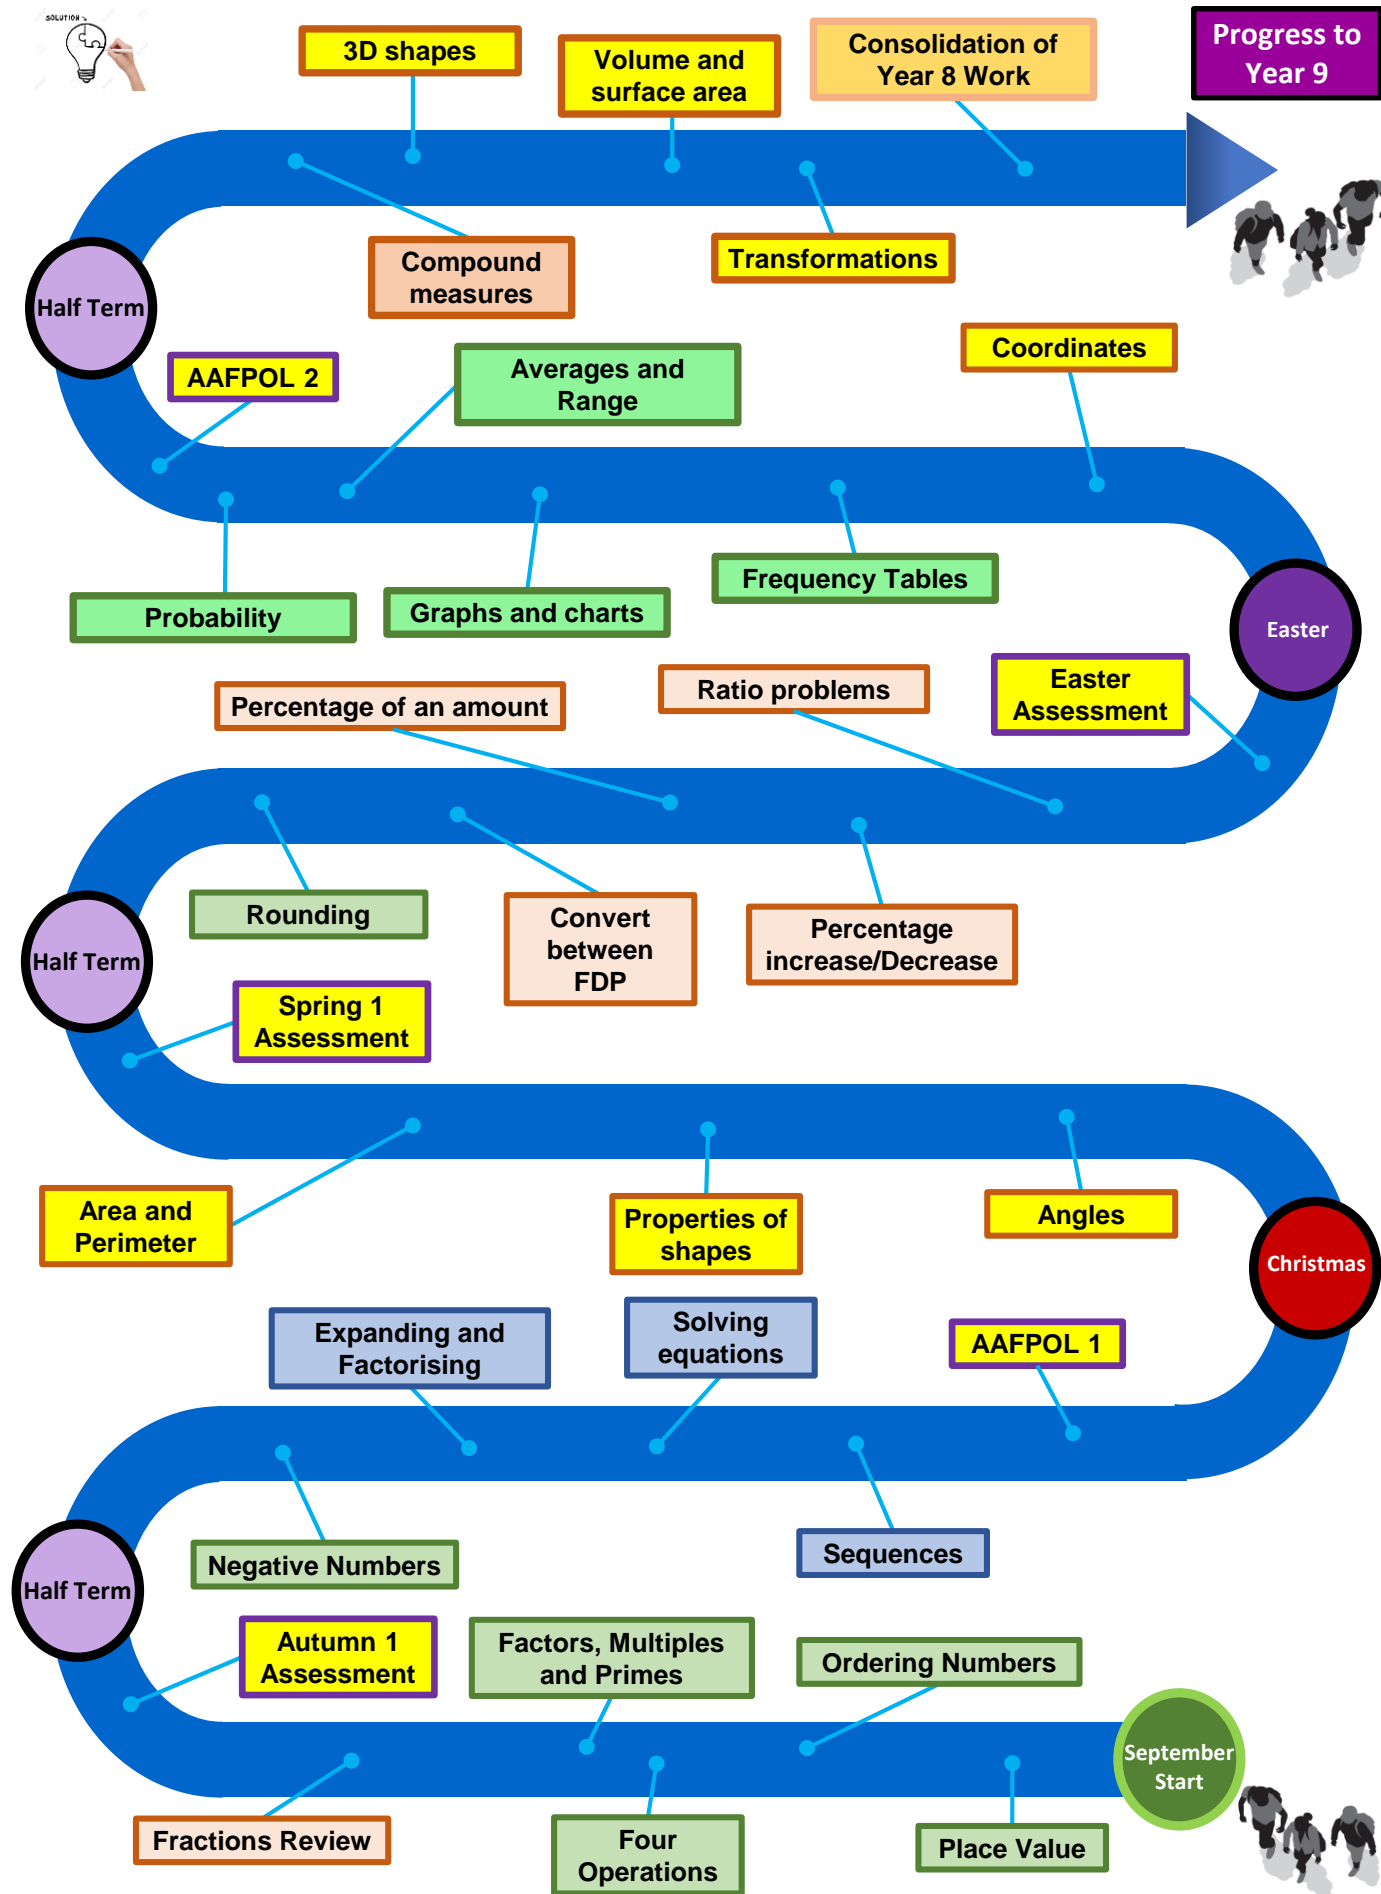 SOLUTION
3D shapes
Volume and
surface area
Consolidation of
Year 8 Work
Progress to
Year 9
Compound
measures
Transformations
Half Term
AAFPOL 2
Averages and
Range
Coordinates
Probability
Graphs and charts
Frequency Tables
Easter
Percentage of an amount
Ratio problems
Easter
Assessment
Rounding
Convert
between
FDP
Percentage
increase/Decrease
Half Term
Spring 1
Assessment
Area and
Perimeter
Properties of
shapes
Angles
Christmas
Expanding and
Factorising
Solving
equations
AAFPOL 1
Negative Numbers
Sequences
Half Term
Autumn 1
Assessment
Factors, Multiples
and Primes
Ordering Numbers
September
Start
Fractions Review
Four
Operations
Place Value